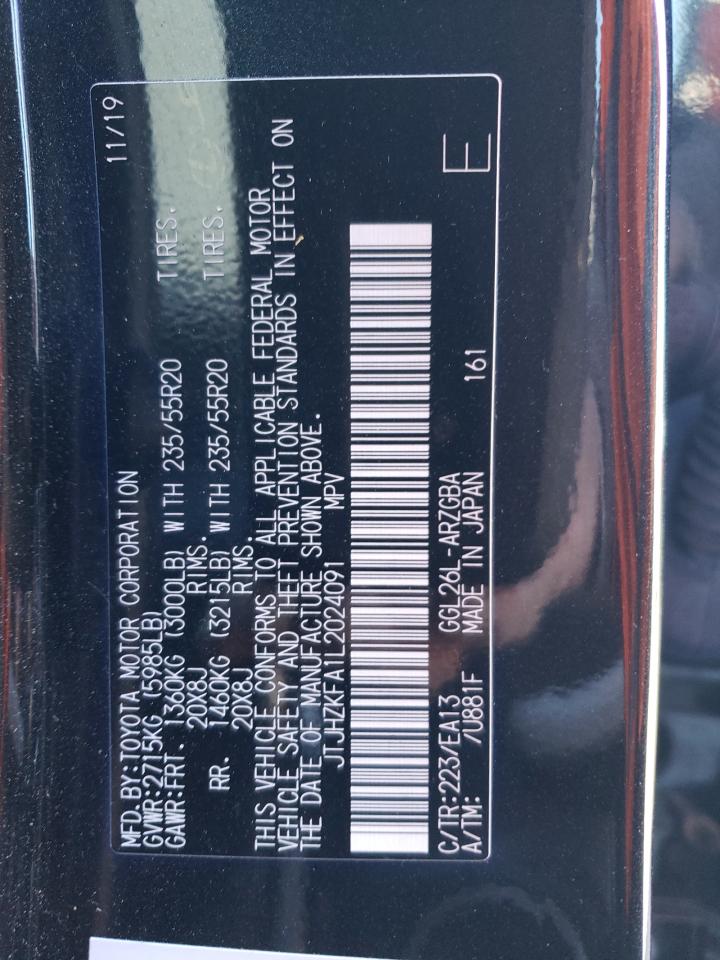 MFD.BY:TOYOTA MOTOR CORPORATION 11/19
GVWR:2715KG (5985LB)
GAWR:FRT. 1360KG (3000LB) WITH 235/55R20 TIRES.
20X8J RIMS.
RR. 1460KG (3215LB) WITH 235/55R20 TIRES.
20X8J RIMS.
THIS VEHICLE CONFORMS TO ALL APPLICABLE FEDERAL MOTOR
VEHICLE SAFETY AND THEFT PREVENTION STANDARDS IN EFFECT ON
THE DATE OF MANUFACTURE SHOWN ABOVE.
JTJHZKFA1L2024091 MPV
C/TR:223/EA13 GGL26L-ARZGBA E
A/TM: /U881F MADE IN JAPAN 161